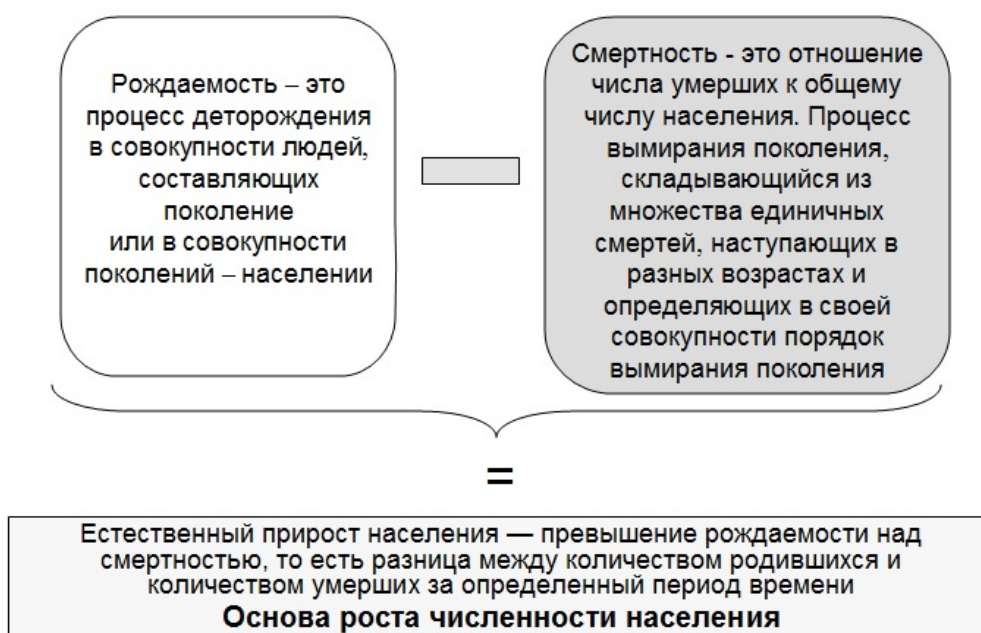 Рождаемость – это
процесс деторождения
в совокупности людей,
составляющих
поколение
или в совокупности
поколений – населении
Смертность - это отношение
числа умерших к общему
числу населения. Процесс
вымирания поколения,
складывающийся из
множества единичных
смертей, наступающих в
разных возрастах и
определяющих в своей
совокупности порядок
вымирания поколения
=
Естественный прирост населения — превышение рождаемости над
смертностью, то есть разница между количеством родившихся и
количеством умерших за определенный период времени
Основа роста численности населения